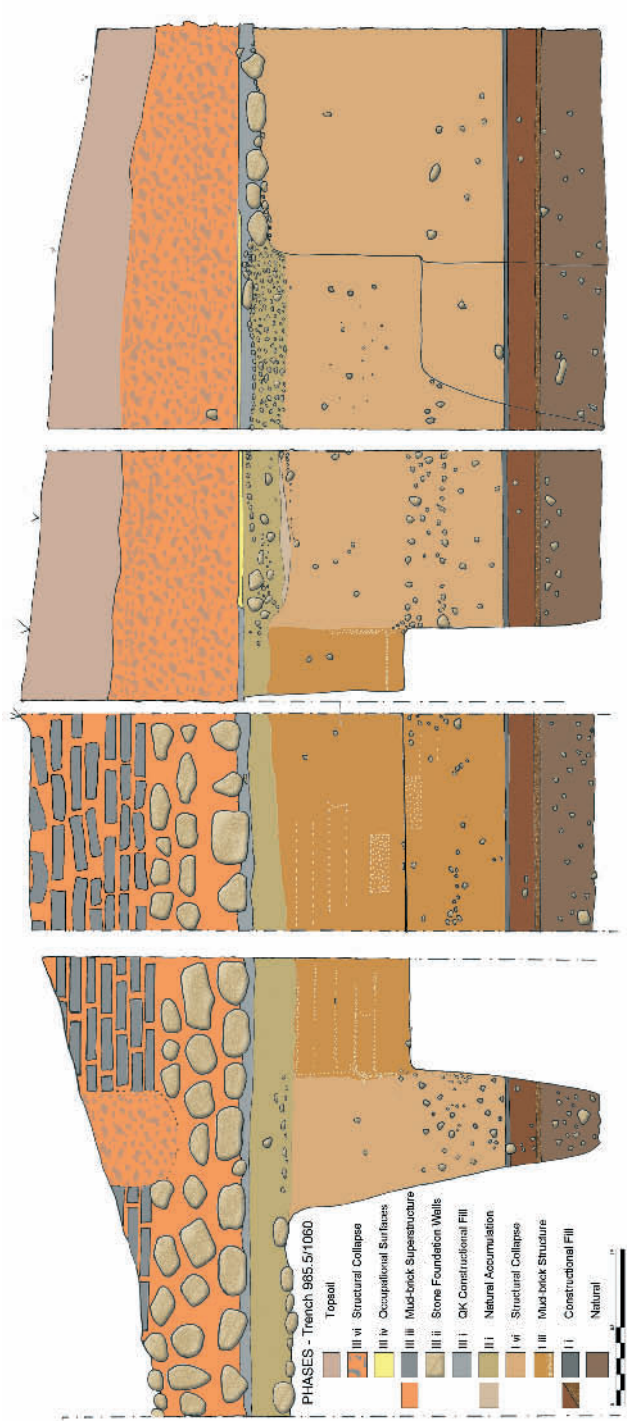 PHASES - Trench 985.5/1060
Topsoil
III vi Structural Collapse
III iv Occupational Surfaces
III iii Mud-brick Superstructure
III ii Stone Foundation Walls
III i QK Constructional Fill
II i Natural Accumulation
I vi Structural Collapse
I iii Mud-brick Structure
I i Constructional Fill
Natural